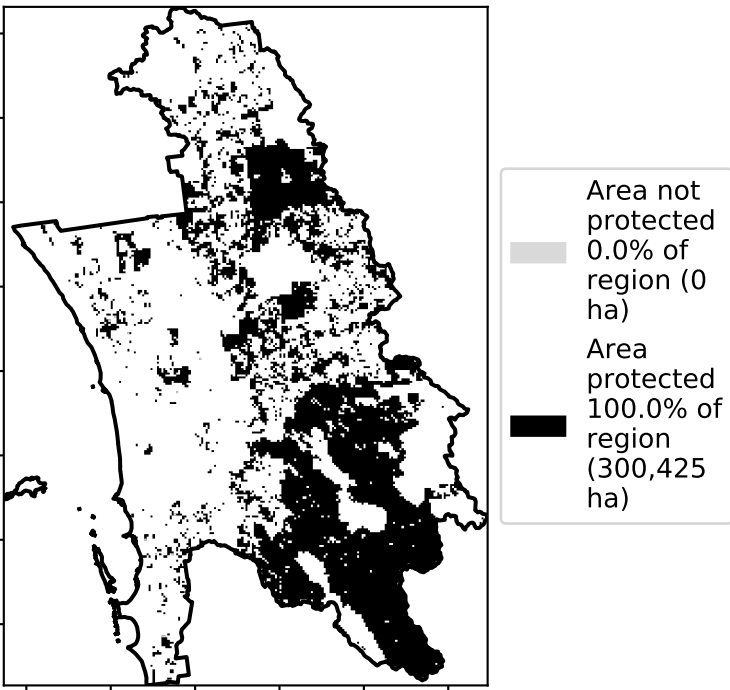 Area not
protected
0.0% of
region (0
ha)
Area
protected
100.0% of
region
(300,425
ha)